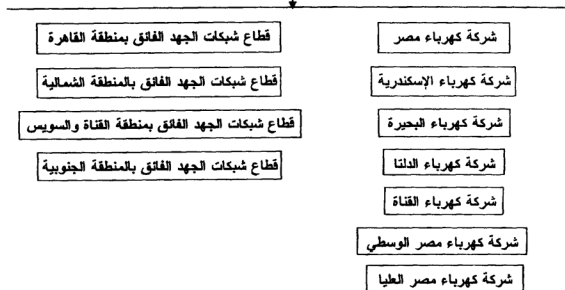 شركة كهرباء مصر
شركة كهرباء الإسكندرية
شركة كهرباء البحيرة
شركة كهرباء الدلتا
شركة كهرباء القناة
شركة كهرباء مصر الوسطي
شركة كهرباء مصر العليا
قطاع شبكات الجهد الفائق بمنطقة القاهرة
قطاع شبكات الجهد الفائق بالمنطقة الشمالية
قطاع شبكات الجهد الفائق بمنطقة القناة والسويس
قطاع شبكات الجهد الفائق بالمنطقة الجنوبية